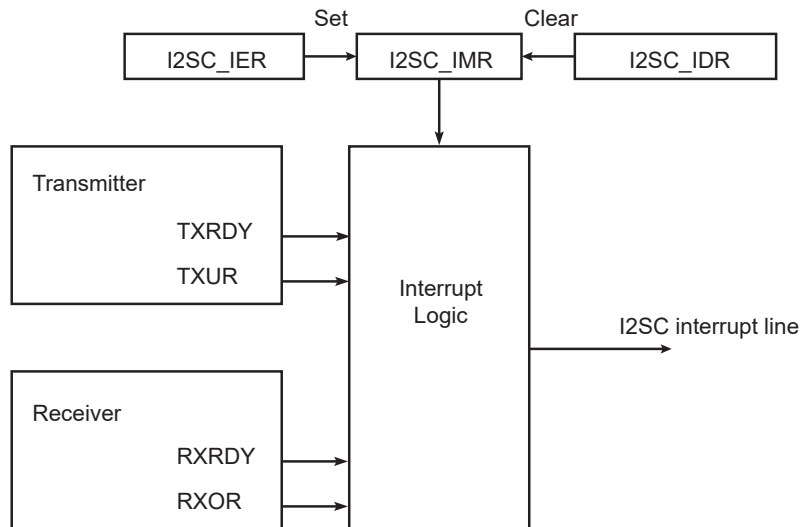 Set
Clear
I2SC_IER
I2SC_IMR
I2SC_IDR
Transmitter
TXRDY
TXUR
Interrupt
Logic
I2SC interrupt line
Receiver
RXRDY
RXOR